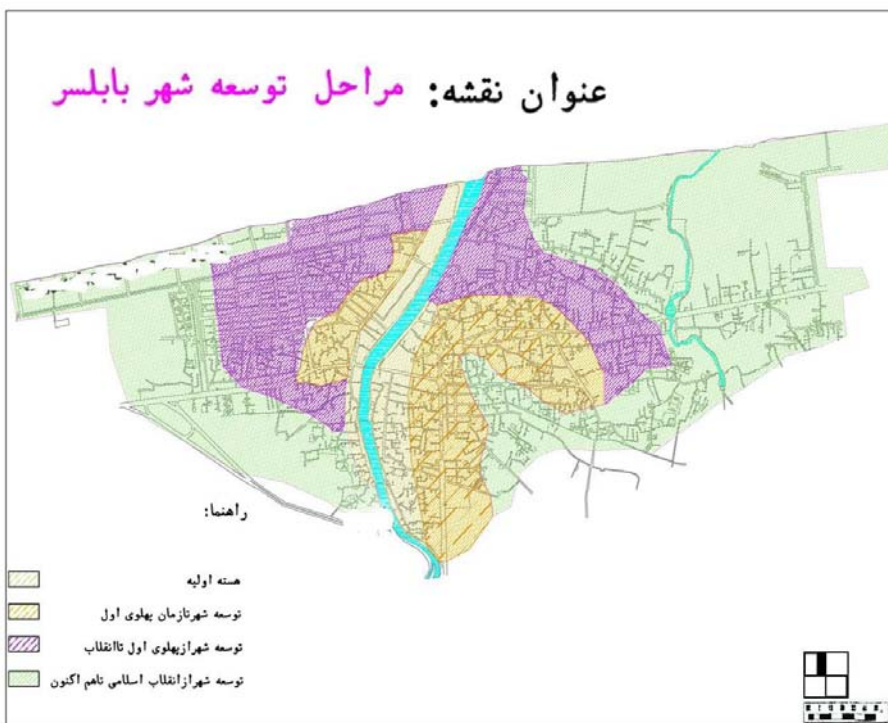 عنوان نقشه: مراحل توسعه شهر بابلسر
راهنما:
هسته اولیه
توسعه شهرتازمان پهلوی اول
توسعه شهرازپهلوی اول تاانقلاب
توسعه شهرازانقلاب اسلامی تاهم اکنون